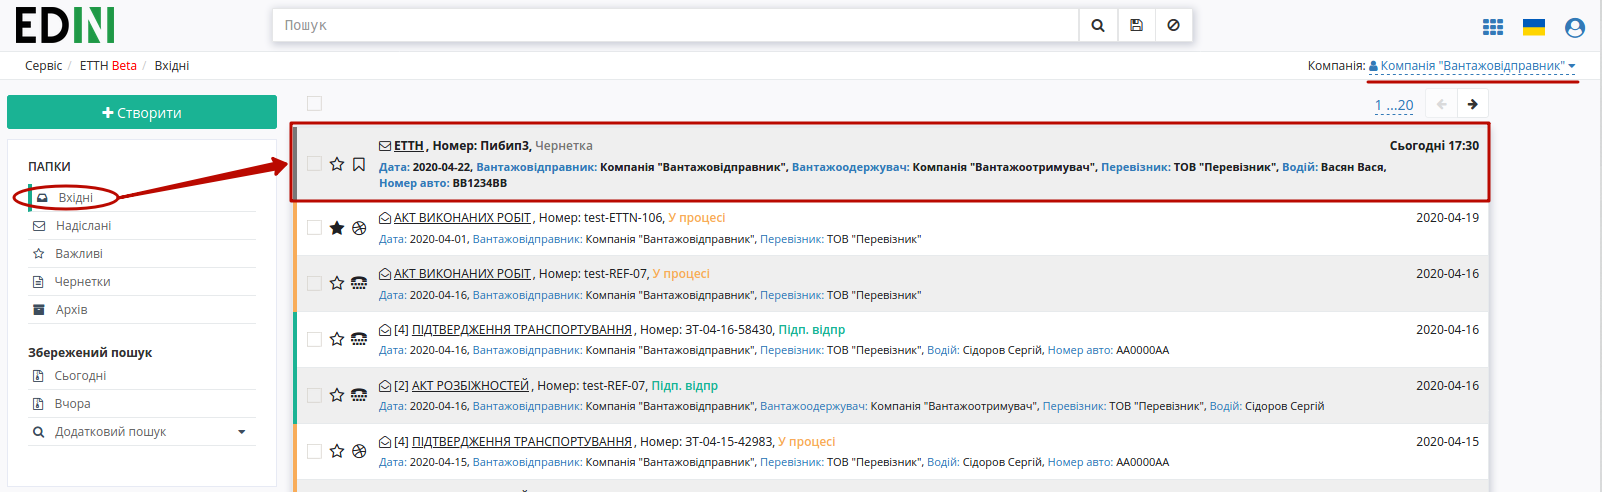 EDIN
Пошук
Сервіс / ЕТТН Beta / Вхідні
Компанія: Компанія "Вантажовідправник"
Створити
1 ...20
ПАПКИ
Вхідні
Надіслані
Важливі
Чернетки
Архів
Збережений пошук
Сьогодні
Вчора
Додатковий пошук
ЕТТН, Номер: Пибип3, Чернетка
Сьогодні 17:30
Дата: 2020-04-22, Вантажовідправник: Компанія "Вантажовідправник", Вантажоодержувач: Компанія "Вантажоотримувач", Перевізник: ТОВ "Перевізник", Водій: Васян Вася,
Номер авто: ВВ1234ВВ
АКТ ВИКОНАНИХ РОБІТ, Номер: test-ETTN-106, У процесі
2020-04-19
Дата: 2020-04-01, Вантажовідправник: Компанія "Вантажовідправник", Перевізник: ТОВ "Перевізник"
АКТ ВИКОНАНИХ РОБІТ, Номер: test-REF-07, У процесі
2020-04-16
Дата: 2020-04-16, Вантажовідправник: Компанія "Вантажовідправник", Перевізник: ТОВ "Перевізник"
[4] ПІДТВЕРДЖЕННЯ ТРАНСПОРТУВАННЯ, Номер: ЗТ-04-16-58430, Підп. відпр
2020-04-16
Дата: 2020-04-16, Вантажовідправник: Компанія "Вантажовідправник", Перевізник: ТОВ "Перевізник", Водій: Сідоров Сергій, Номер авто: АА0000АА
[2] АКТ РОЗБІЖНОСТЕЙ, Номер: test-REF-07, Підп. відпр
2020-04-16
Дата: 2020-04-16, Вантажовідправник: Компанія "Вантажовідправник", Вантажоодержувач: Компанія "Вантажоотримувач", Перевізник: ТОВ "Перевізник", Водій: Сідоров Сергій
[4] ПІДТВЕРДЖЕННЯ ТРАНСПОРТУВАННЯ, Номер: ЗТ-04-15-42983, У процесі
2020-04-15
Дата: 2020-04-15, Вантажовідправник: Компанія "Вантажовідправник", Перевізник: ТОВ "Перевізник", Водій: Сідоров Сергій, Номер авто: АА0000АА